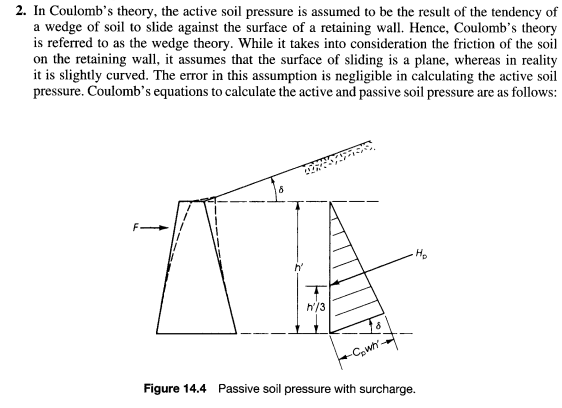 2. In Coulomb's theory, the active soil pressure is assumed to be the result of the tendency of
a wedge of soil to slide against the surface of a retaining wall. Hence, Coulomb's theory
is referred to as the wedge theory. While it takes into consideration the friction of the soil
on the retaining wall, it assumes that the surface of sliding is a plane, whereas in reality
it is slightly curved. The error in this assumption is negligible in calculating the active soil
pressure. Coulomb's equations to calculate the active and passive soil pressure are as follows:
δ
F
h'
Hp
h'/3
δ
Cpwh'
Figure 14.4 Passive soil pressure with surcharge.